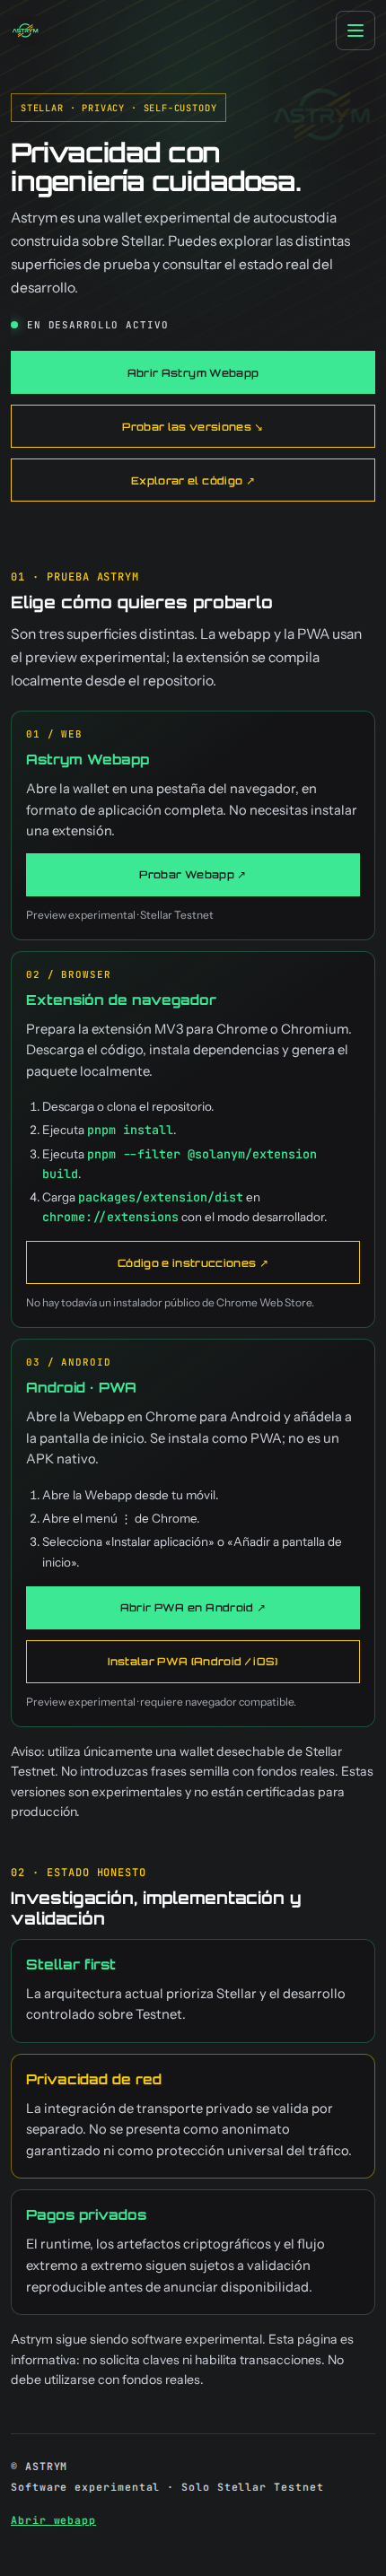 ASTRYM
STELLAR · PRIVACY · SELF-CUSTODY
ASTRYM
Privacidad con
ingeniería cuidadosa.
Astrym es una wallet experimental de autocustodia
construida sobre Stellar. Puedes explorar las distintas
superficies de prueba y consultar el estado real del
desarrollo.
EN DESARROLLO ACTIVO
Abrir Astrym Webapp
Probar las versiones ↘
Explorar el código ↗
01 · PRUEBA ASTRYM
Elige cómo quieres probarlo
Son tres superficies distintas. La webapp y la PWA usan
el preview experimental; la extensión se compila
localmente desde el repositorio.
01 / WEB
Astrym Webapp
Abre la wallet en una pestaña del navegador, en
formato de aplicación completa. No necesitas instalar
una extensión.
Probar Webapp ↗
Preview experimental · Stellar Testnet
02 / BROWSER
Extensión de navegador
Prepara la extensión MV3 para Chrome o Chromium.
Descarga el código, instala dependencias y genera el
paquete localmente.
1. Descarga o clona el repositorio.
2. Ejecuta pnpm install.
3. Ejecuta pnpm --filter @solanym/extension
build.
4. Carga packages/extension/dist en
chrome://extensions con el modo desarrollador.
Código e instrucciones ↗
No hay todavía un instalador público de Chrome Web Store.
03 / ANDROID
Android · PWA
Abre la Webapp en Chrome para Android y añádela a
la pantalla de inicio. Se instala como PWA; no es un
APK nativo.
1. Abre la Webapp desde tu móvil.
2. Abre el menú ⋮ de Chrome.
3. Selecciona «Instalar aplicación» o «Añadir a pantalla de
inicio».
Abrir PWA en Android ↗
Instalar PWA (Android / iOS)
Preview experimental · requiere navegador compatible.
Aviso: utiliza únicamente una wallet desechable de Stellar
Testnet. No introduzcas frases semilla con fondos reales. Estas
versiones son experimentales y no están certificadas para
producción.
02 · ESTADO HONESTO
Investigación, implementación y
validación
Stellar first
La arquitectura actual prioriza Stellar y el desarrollo
controlado sobre Testnet.
Privacidad de red
La integración de transporte privado se valida por
separado. No se presenta como anonimato
garantizado ni como protección universal del tráfico.
Pagos privados
El runtime, los artefactos criptográficos y el flujo
extremo a extremo siguen sujetos a validación
reproducible antes de anunciar disponibilidad.
Astrym sigue siendo software experimental. Esta página es
informativa: no solicita claves ni habilita transacciones. No
debe utilizarse con fondos reales.
© ASTRYM
Software experimental · Solo Stellar Testnet
Abrir webapp